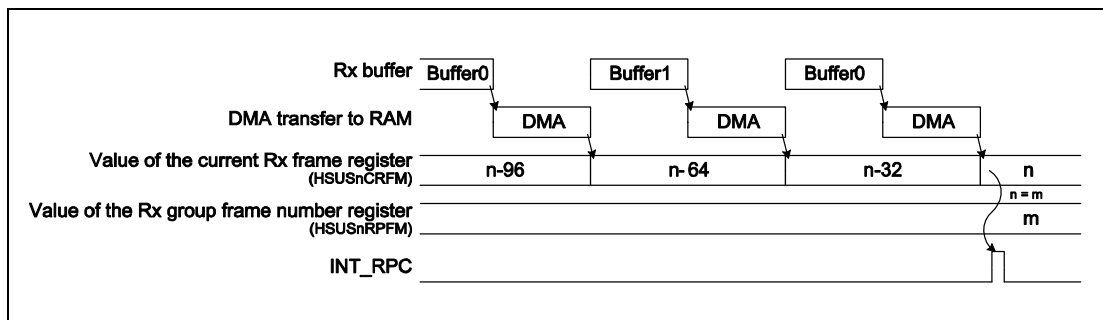 Rx buffer Buffer0 Buffer1 Buffer0
DMA transfer to RAM DMA DMA DMA
Value of the current Rx frame register n-96 n-64 n-32 n
(HSUSnCRFM)
n = m
Value of the Rx group frame number register m
(HSUSnRPFM)
INT_RPC